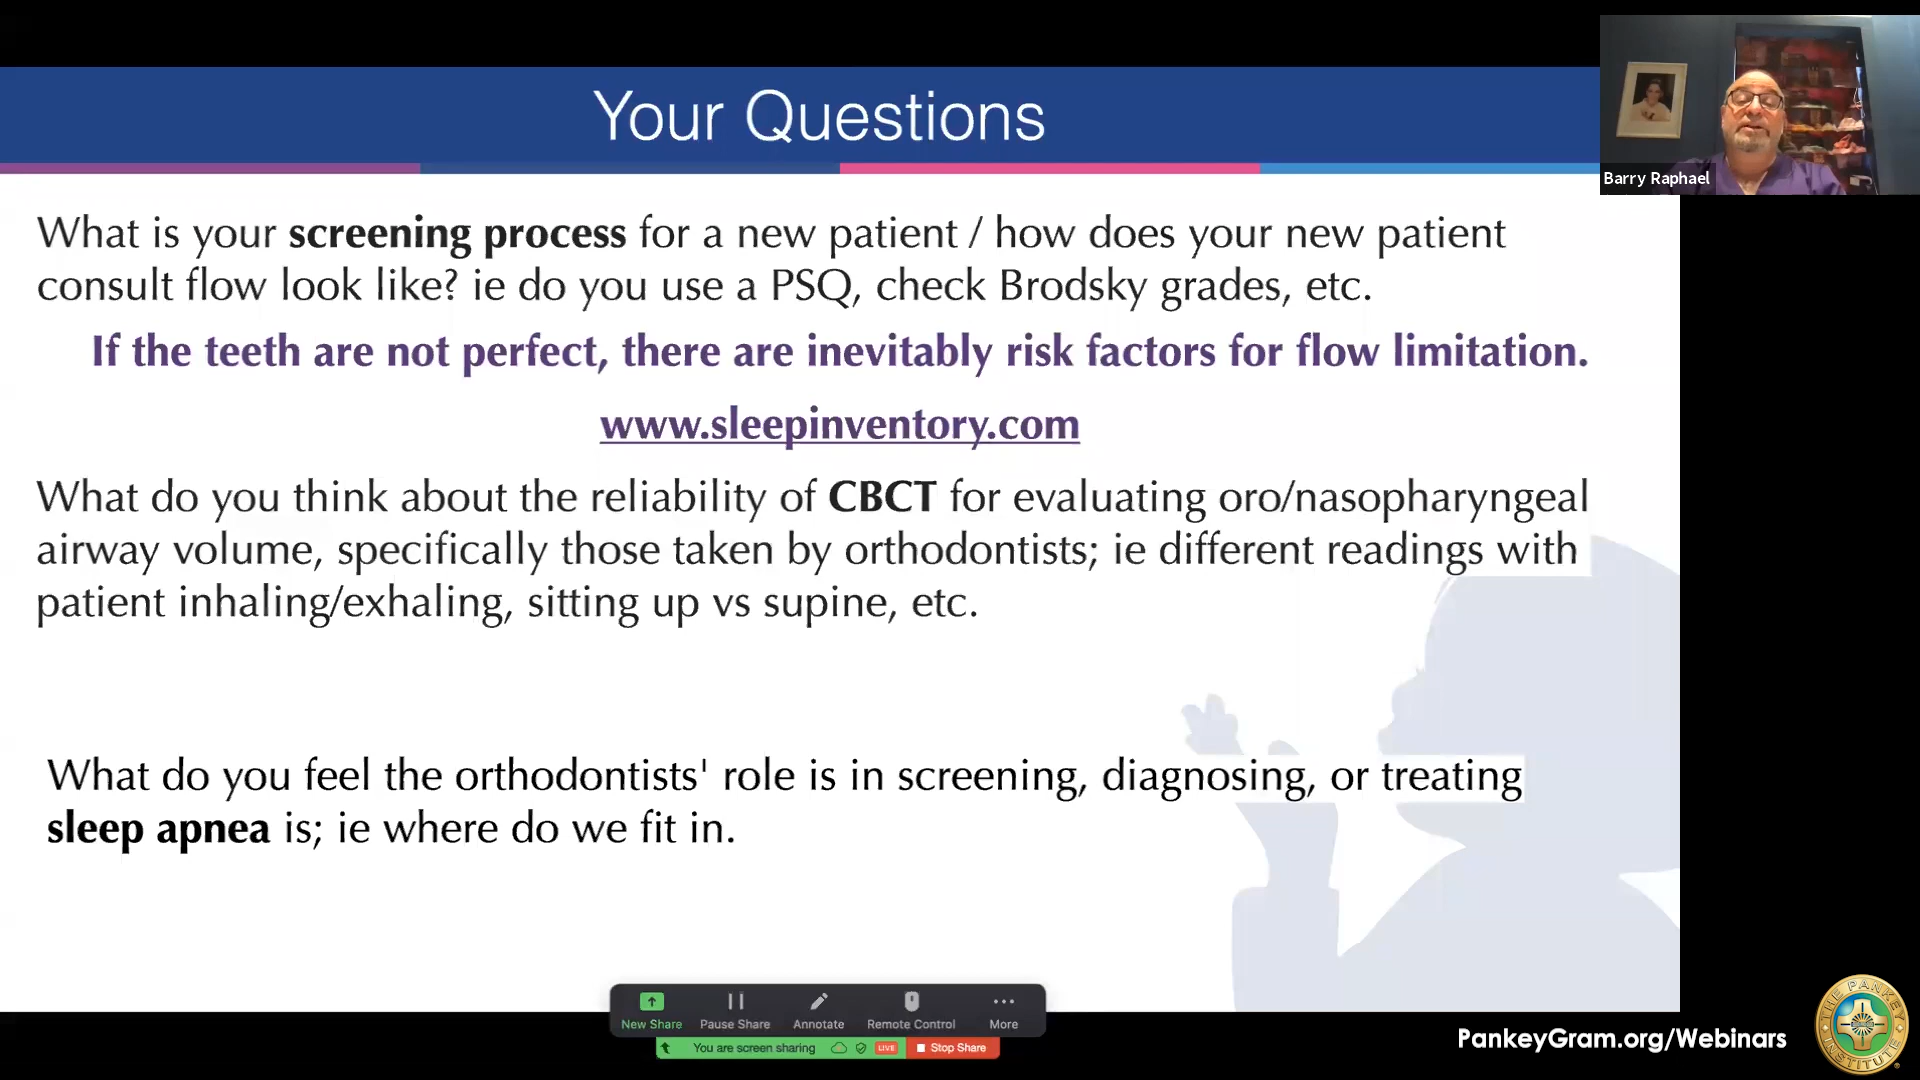 Your Questions
Barry Raphael
What is your screening process for a new patient / how does your new patient
consult flow look like? ie do you use a PSQ, check Brodsky grades, etc.
If the teeth are not perfect, there are inevitably risk factors for flow limitation.
www.sleepinventory.com
What do you think about the reliability of CBCT for evaluating oro/nasopharyngeal
airway volume, specifically those taken by orthodontists; ie different readings with
patient inhaling/exhaling, sitting up vs supine, etc.
What do you feel the orthodontists' role is in screening, diagnosing, or treating
sleep apnea is; ie where do we fit in.
New Share Pause Share Annotate Remote Control More
You are screen sharing LIVE Stop Share
PankeyGram.org/Webinars
THE PANKEY INSTITUTE